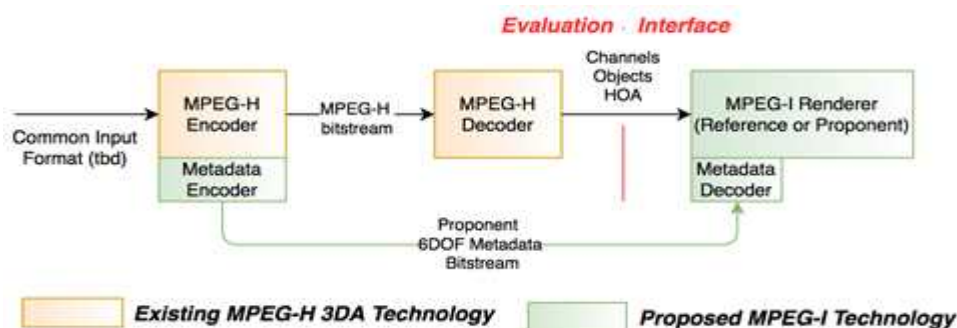 Evaluation · Interface
Channels
Objects
HOA
MPEG-H
Encoder
MPEG-H
bitstream
MPEG-H
Decoder
MPEG-I Renderer
(Reference or Proponent)
Common Input
Format (tbd)
Metadata
Encoder
Metadata
Decoder
Proponent
6DOF Metadata
Bitstream
Existing MPEG-H 3DA Technology
Proposed MPEG-I Technology